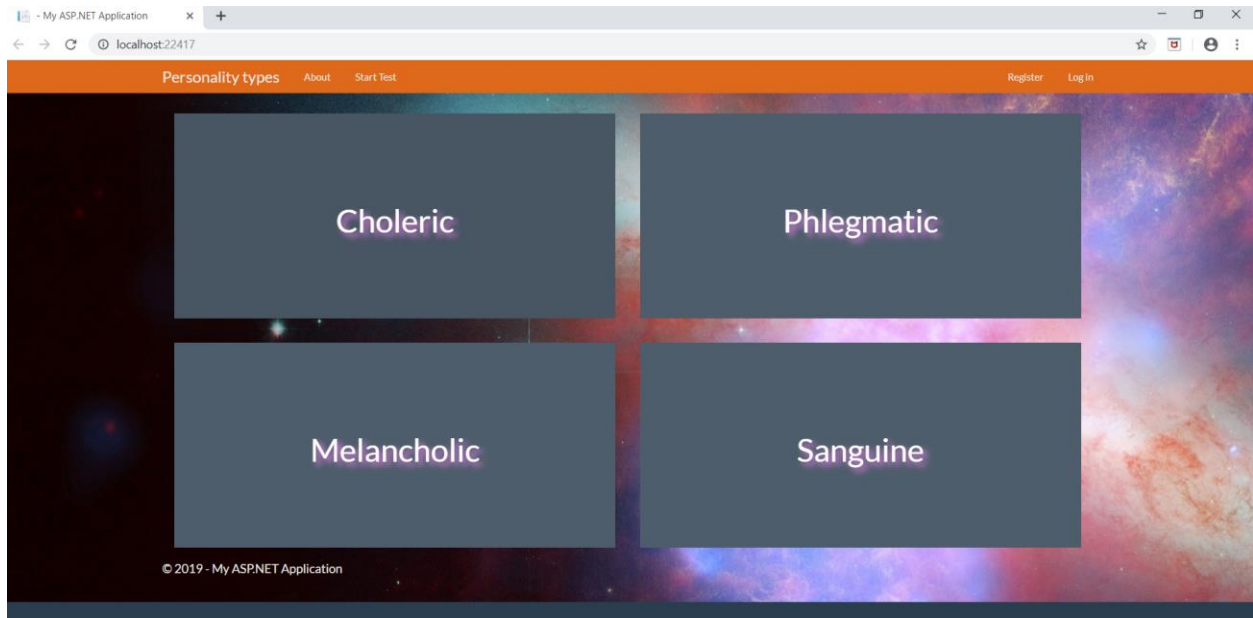 - My ASP.NET Application
localhost:22417
Personality types About Start Test Register Log in
Choleric Phlegmatic
Melancholic Sanguine
© 2019 - My ASP.NET Application